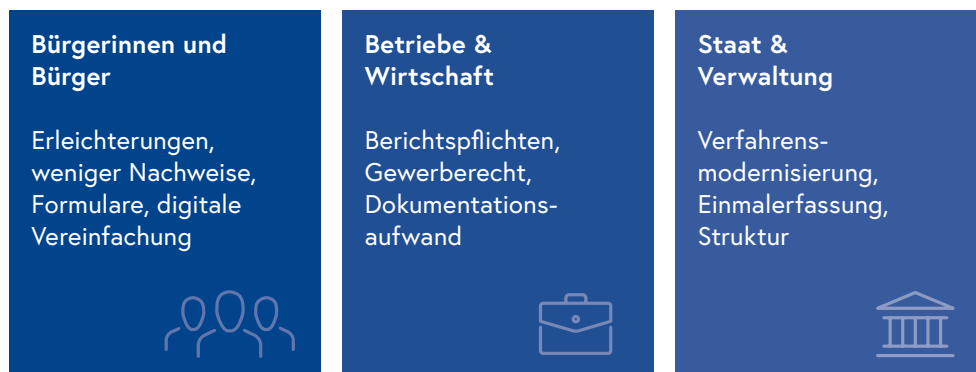 Bürgerinnen und
Bürger
Erleichterungen,
weniger Nachweise,
Formulare, digitale
Vereinfachung
Betriebe &
Wirtschaft
Berichtspflichten,
Gewerberecht,
Dokumentations-
aufwand
Staat &
Verwaltung
Verfahrens-
modernisierung,
Einmalerfassung,
Struktur